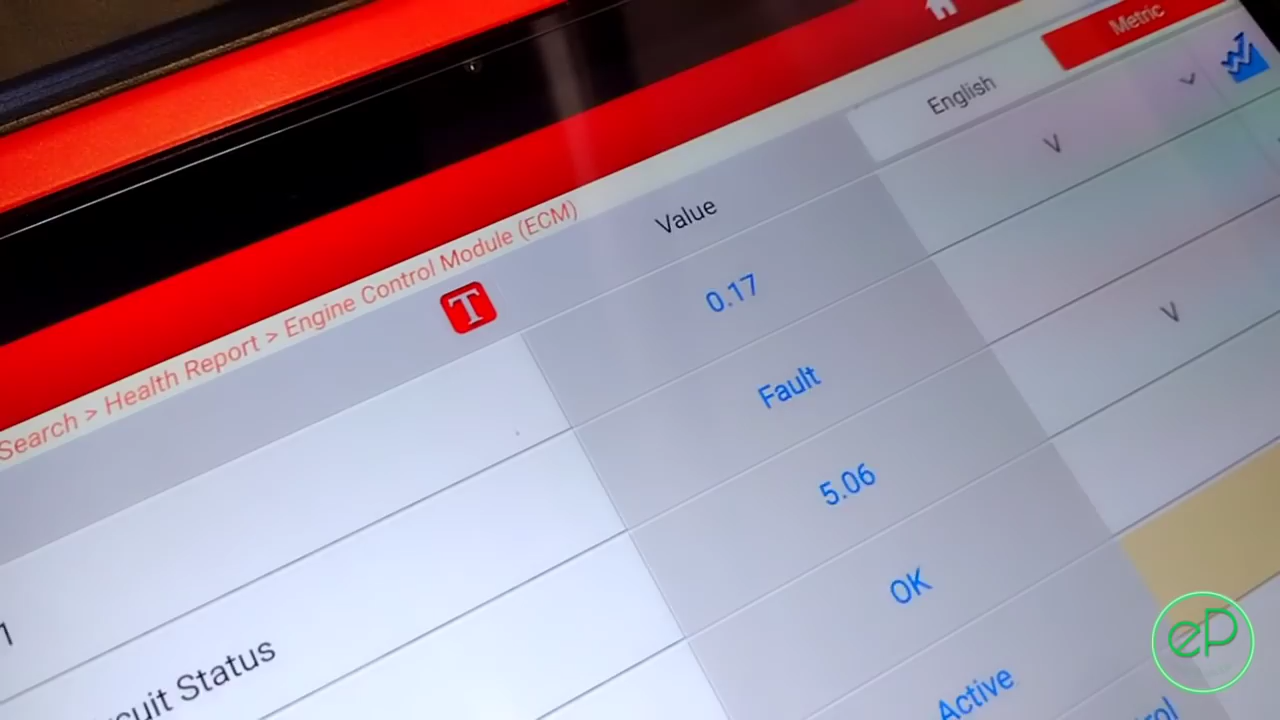 Metric
English
Search > Health Report > Engine Control Module (ECM)
T
Value
V
0.17
Fault
V
5.06
1
OK
Status
Active
eP